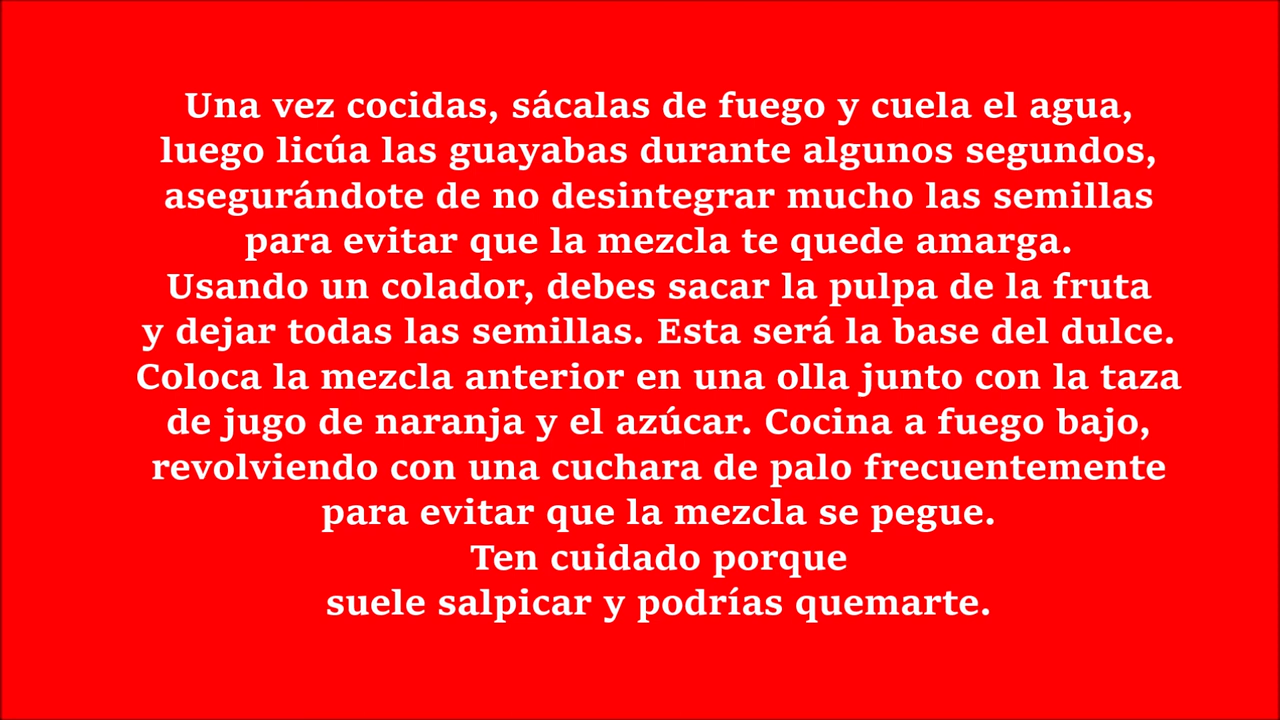 Una vez cocidas, sácalas de fuego y cuela el agua,
luego licúa las guayabas durante algunos segundos,
asegurándote de no desintegrar mucho las semillas
para evitar que la mezcla te quede amarga.
Usando un colador, debes sacar la pulpa de la fruta
y dejar todas las semillas. Esta será la base del dulce.
Coloca la mezcla anterior en una olla junto con la taza
de jugo de naranja y el azúcar. Cocina a fuego bajo,
revolviendo con una cuchara de palo frecuentemente
para evitar que la mezcla se pegue.
Ten cuidado porque
suele salpicar y podrías quemarte.